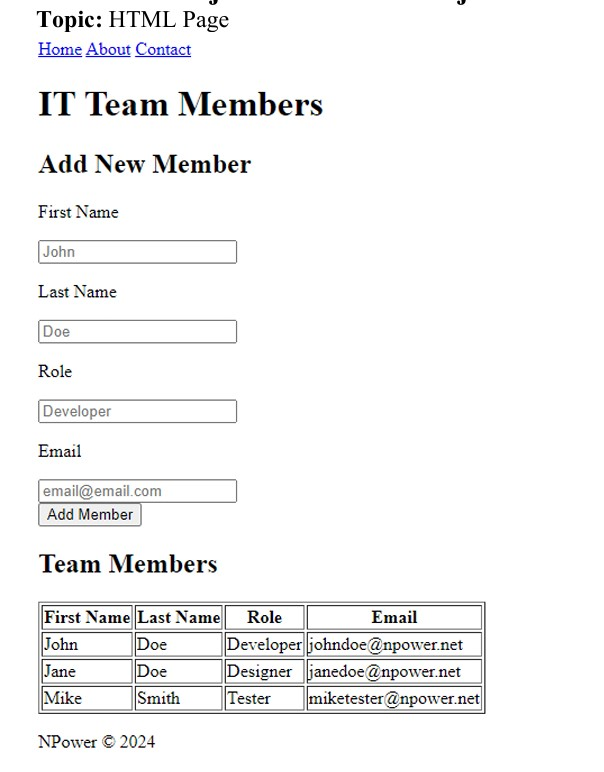 Topic: HTML Page
Home About Contact
IT Team Members
Add New Member
First Name
John
Last Name
Doe
Role
Developer
Email
email@email.com
Add Member
Team Members
First Name Last Name Role Email
John Doe Developer johndoe@npower.net
Jane Doe Designer janedoe@npower.net
Mike Smith Tester miketester@npower.net
NPower © 2024